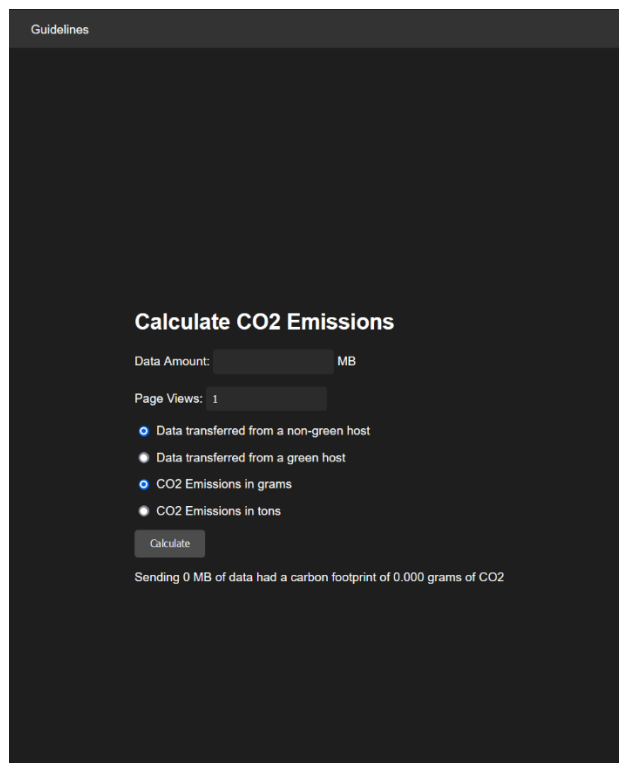 Guidelines
Calculate CO2 Emissions
Data Amount: MB
Page Views: 1
Data transferred from a non-green host
Data transferred from a green host
CO2 Emissions in grams
CO2 Emissions in tons
Calculate
Sending 0 MB of data had a carbon footprint of 0.000 grams of CO2